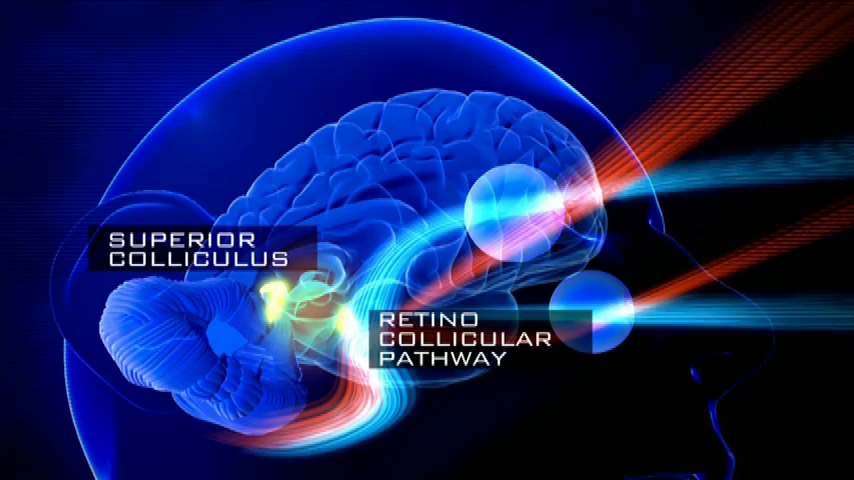 SUPERIOR
COLLICULUS
RETINO
COLLICULAR
PATHWAY